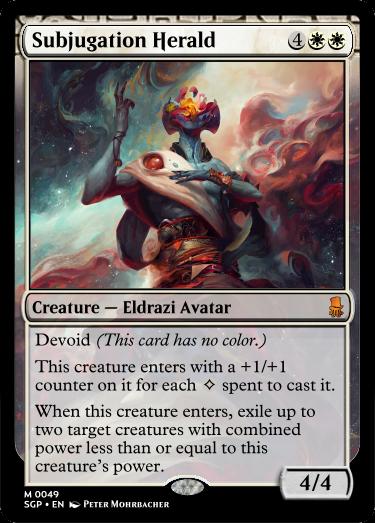 Subjugation Herald 4
Creature — Eldrazi Avatar
Devoid (This card has no color.)
This creature enters with a +1/+1
counter on it for each spent to cast it.
When this creature enters, exile up to
two target creatures with combined
power less than or equal to this
creature's power.
4/4
M 0049
SGP • EN Peter Mohrbacher